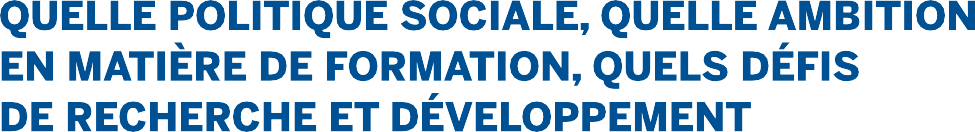 QUELLE POLITIQUE SOCIALE, QUELLE AMBITION
EN MATIÈRE DE FORMATION, QUELS DÉFIS
DE RECHERCHE ET DÉVELOPPEMENT